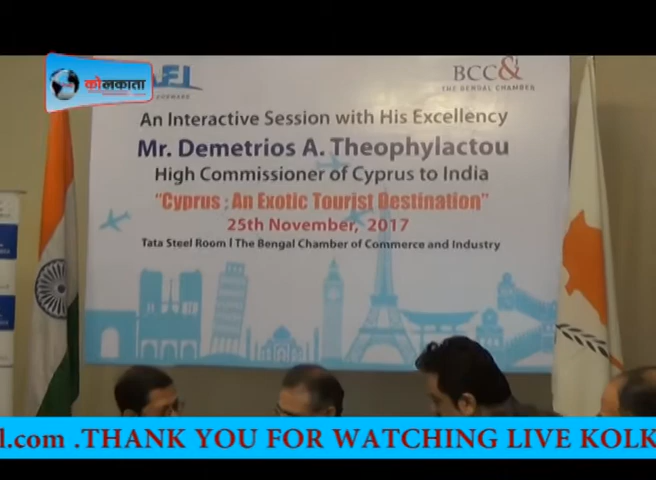 कोलकाता
BCC&I
THE BENGAL CHAMBER
An Interactive Session with His Excellency
Mr. Demetrios A. Theophylactou
High Commissioner of Cyprus to India
"Cyprus : An Exotic Tourist Destination"
25th November, 2017
Tata Steel Room I The Bengal Chamber of Commerce and Industry
l.com .THANK YOU FOR WATCHING LIVE KOLK